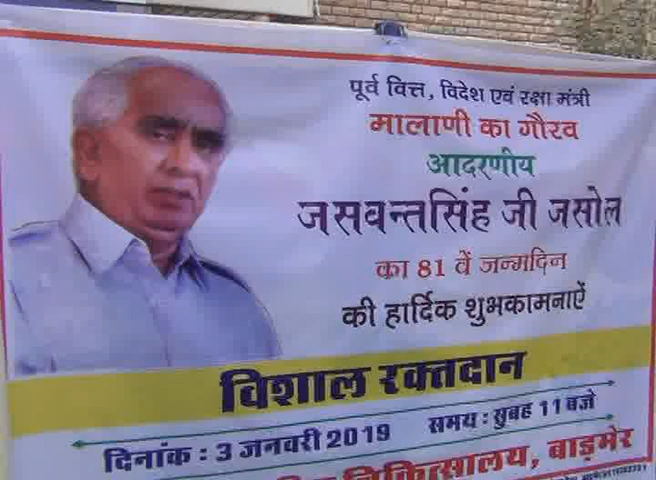 पूर्व वित्त, विदेश एवं रक्षा मंत्री
मालाणी का गौरव
आदरणीय
जसवन्तसिंह जी जसोल
का 81 वें जन्मदिन
की हार्दिक शुभकामनाऐं
विशाल रक्तदान
दिनांक : 3 जनवरी 2019 समय : सुबह 11 बजे
चिकित्सालय, बाड़मेर